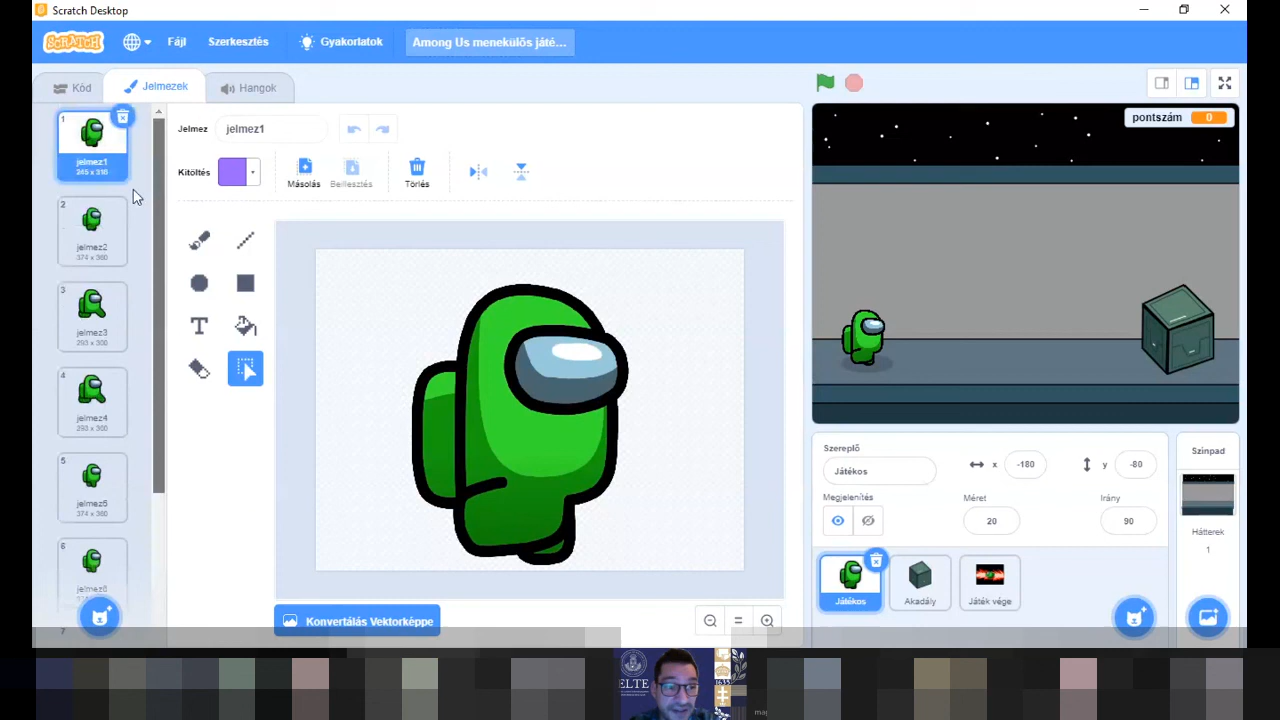 Scratch Desktop
SCRATCH Fájl Szerkesztés Gyakorlatok Among Us menekülős játé...
Kód Jelmezek Hangok
pontszám 0
1
jelmez1
245 x 310
2
jelmez2
374 x 360
3
jelmez3
293 x 300
4
jelmez4
293 x 300
5
jelmez5
374 x 360
6
7
Jelmez jelmez1
Kitöltés Másolás Beillesztés Törlés
T
Konvertálás Vektorképpe
Szereplő
Játékos x -180 y -80
Megjelenítés Méret Irány
20 90
Játékos Akadály Játék vége
Színpad
Hátterek
1
ELTE
1635